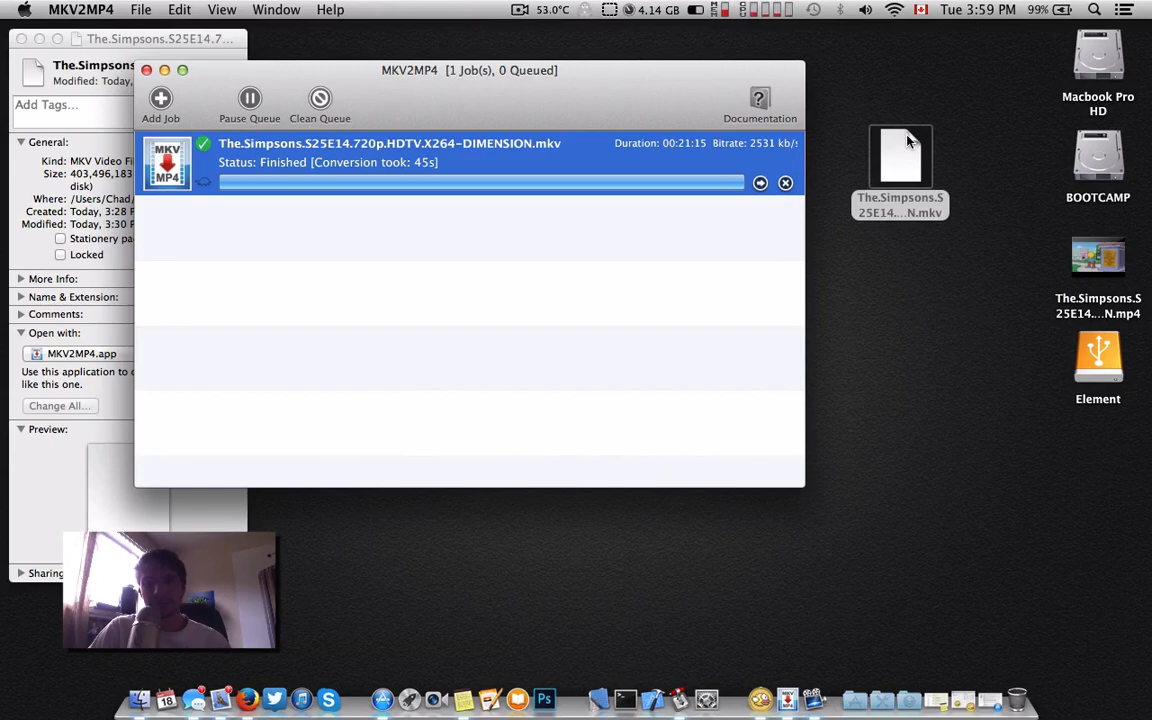 MKV2MP4 File Edit View Window Help 53.0°C 4.14 GB Tue 3:59 PM 99%
The.Simpsons.S25E14.7...
The.Simpsons
Modified: Today,
Add Tags...
General:
Kind: MKV Video Fi
Size: 403,496,183
disk)
Where: /Users/Chad/
Created: Today, 3:28 P
Modified: Today, 3:30 P
Stationery pa
Locked
More Info:
Name & Extension:
Comments:
Open with:
MKV2MP4.app
Use this application to o
like this one.
Change All...
Preview:
Sharing
MKV2MP4 [1 Job(s), 0 Queued]
Add Job Pause Queue Clean Queue Documentation
MKV
MP4
The.Simpsons.S25E14.720p.HDTV.X264-DIMENSION.mkv Duration: 00:21:15 Bitrate: 2531 kb/s
Status: Finished [Conversion took: 45s]
The.Simpsons.S
25E14....N.mkv
Macbook Pro
HD
BOOTCAMP
The.Simpsons.S
25E14....N.mp4
Element
18
Ps
MKV
MP4